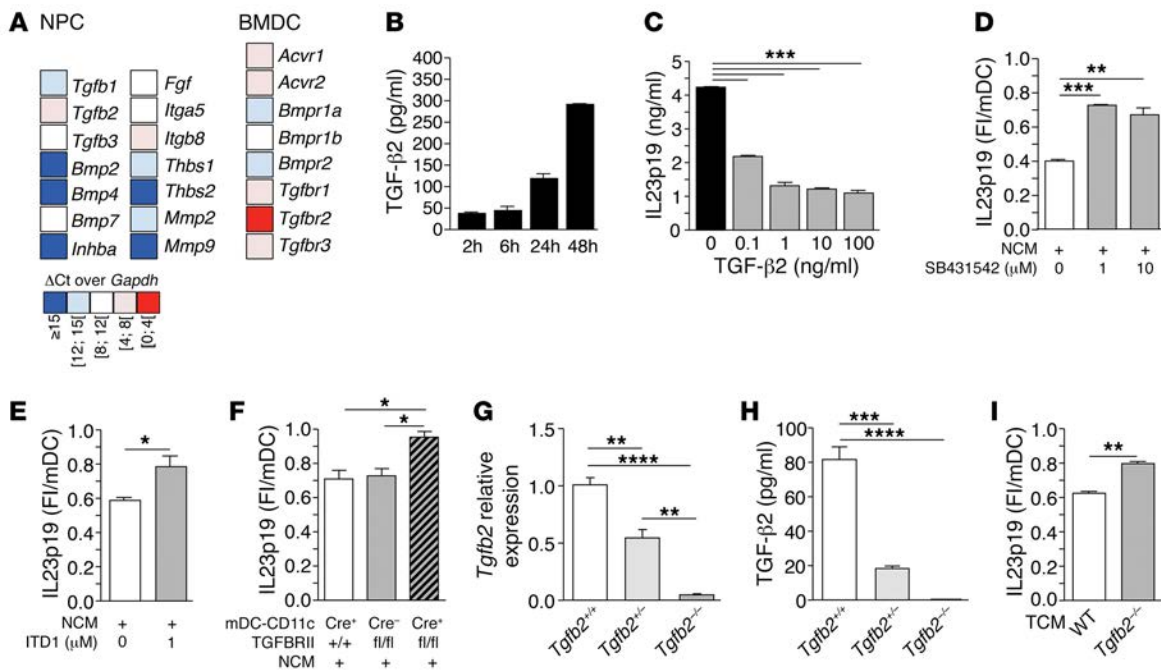 A NPC BMDC
Tgfb1 Fgf
Tgfb2 Itga5
Tgfb3 Itgb8
Bmp2 Thbs1
Bmp4 Thbs2
Bmp7 Mmp2
Inhba Mmp9
Acvr1
Acvr2
Bmpr1a
Bmpr1b
Bmpr2
Tgfbr1
Tgfbr2
Tgfbr3
ΔCt over Gapdh
≥15 [12; 15[ [8; 12[ [4; 8[ [0; 4[
B
TGF-β2 (pg/ml)
400
350
300
250
200
150
100
50
2h 6h 24h 48h
C
***
IL23p19 (ng/ml)
5
4
3
2
1
0
0 0.1 1 10 100
TGF-β2 (ng/ml)
D
**
***
IL23p19 (FI/mDC)
1.0
0.8
0.6
0.4
0.2
0.0
NCM + + +
SB431542 (μM) 0 1 10
E
*
IL23p19 (FI/mDC)
1.0
0.8
0.6
0.4
0.2
0.0
NCM + +
ITD1 (μM) 0 1
F
*
*
IL23p19 (FI/mDC)
1.0
0.8
0.6
0.4
0.2
0.0
mDC-CD11c Cre+ Cre− Cre+
TGFBRII +/+ fl/fl fl/fl
NCM + + +
G
**
****
**
Tgfb2 relative
expression
1.5
1.0
0.5
0.0
Tgfb2+/+ Tgfb2+/− Tgfb2−/−
H
***
****
TGF-β2 (pg/ml)
100
80
60
40
20
0
Tgfb2+/+ Tgfb2+/− Tgfb2−/−
I
**
IL23p19 (FI/mDC)
1.0
0.8
0.6
0.4
0.2
0.0
TCM WT Tgfb2−/−